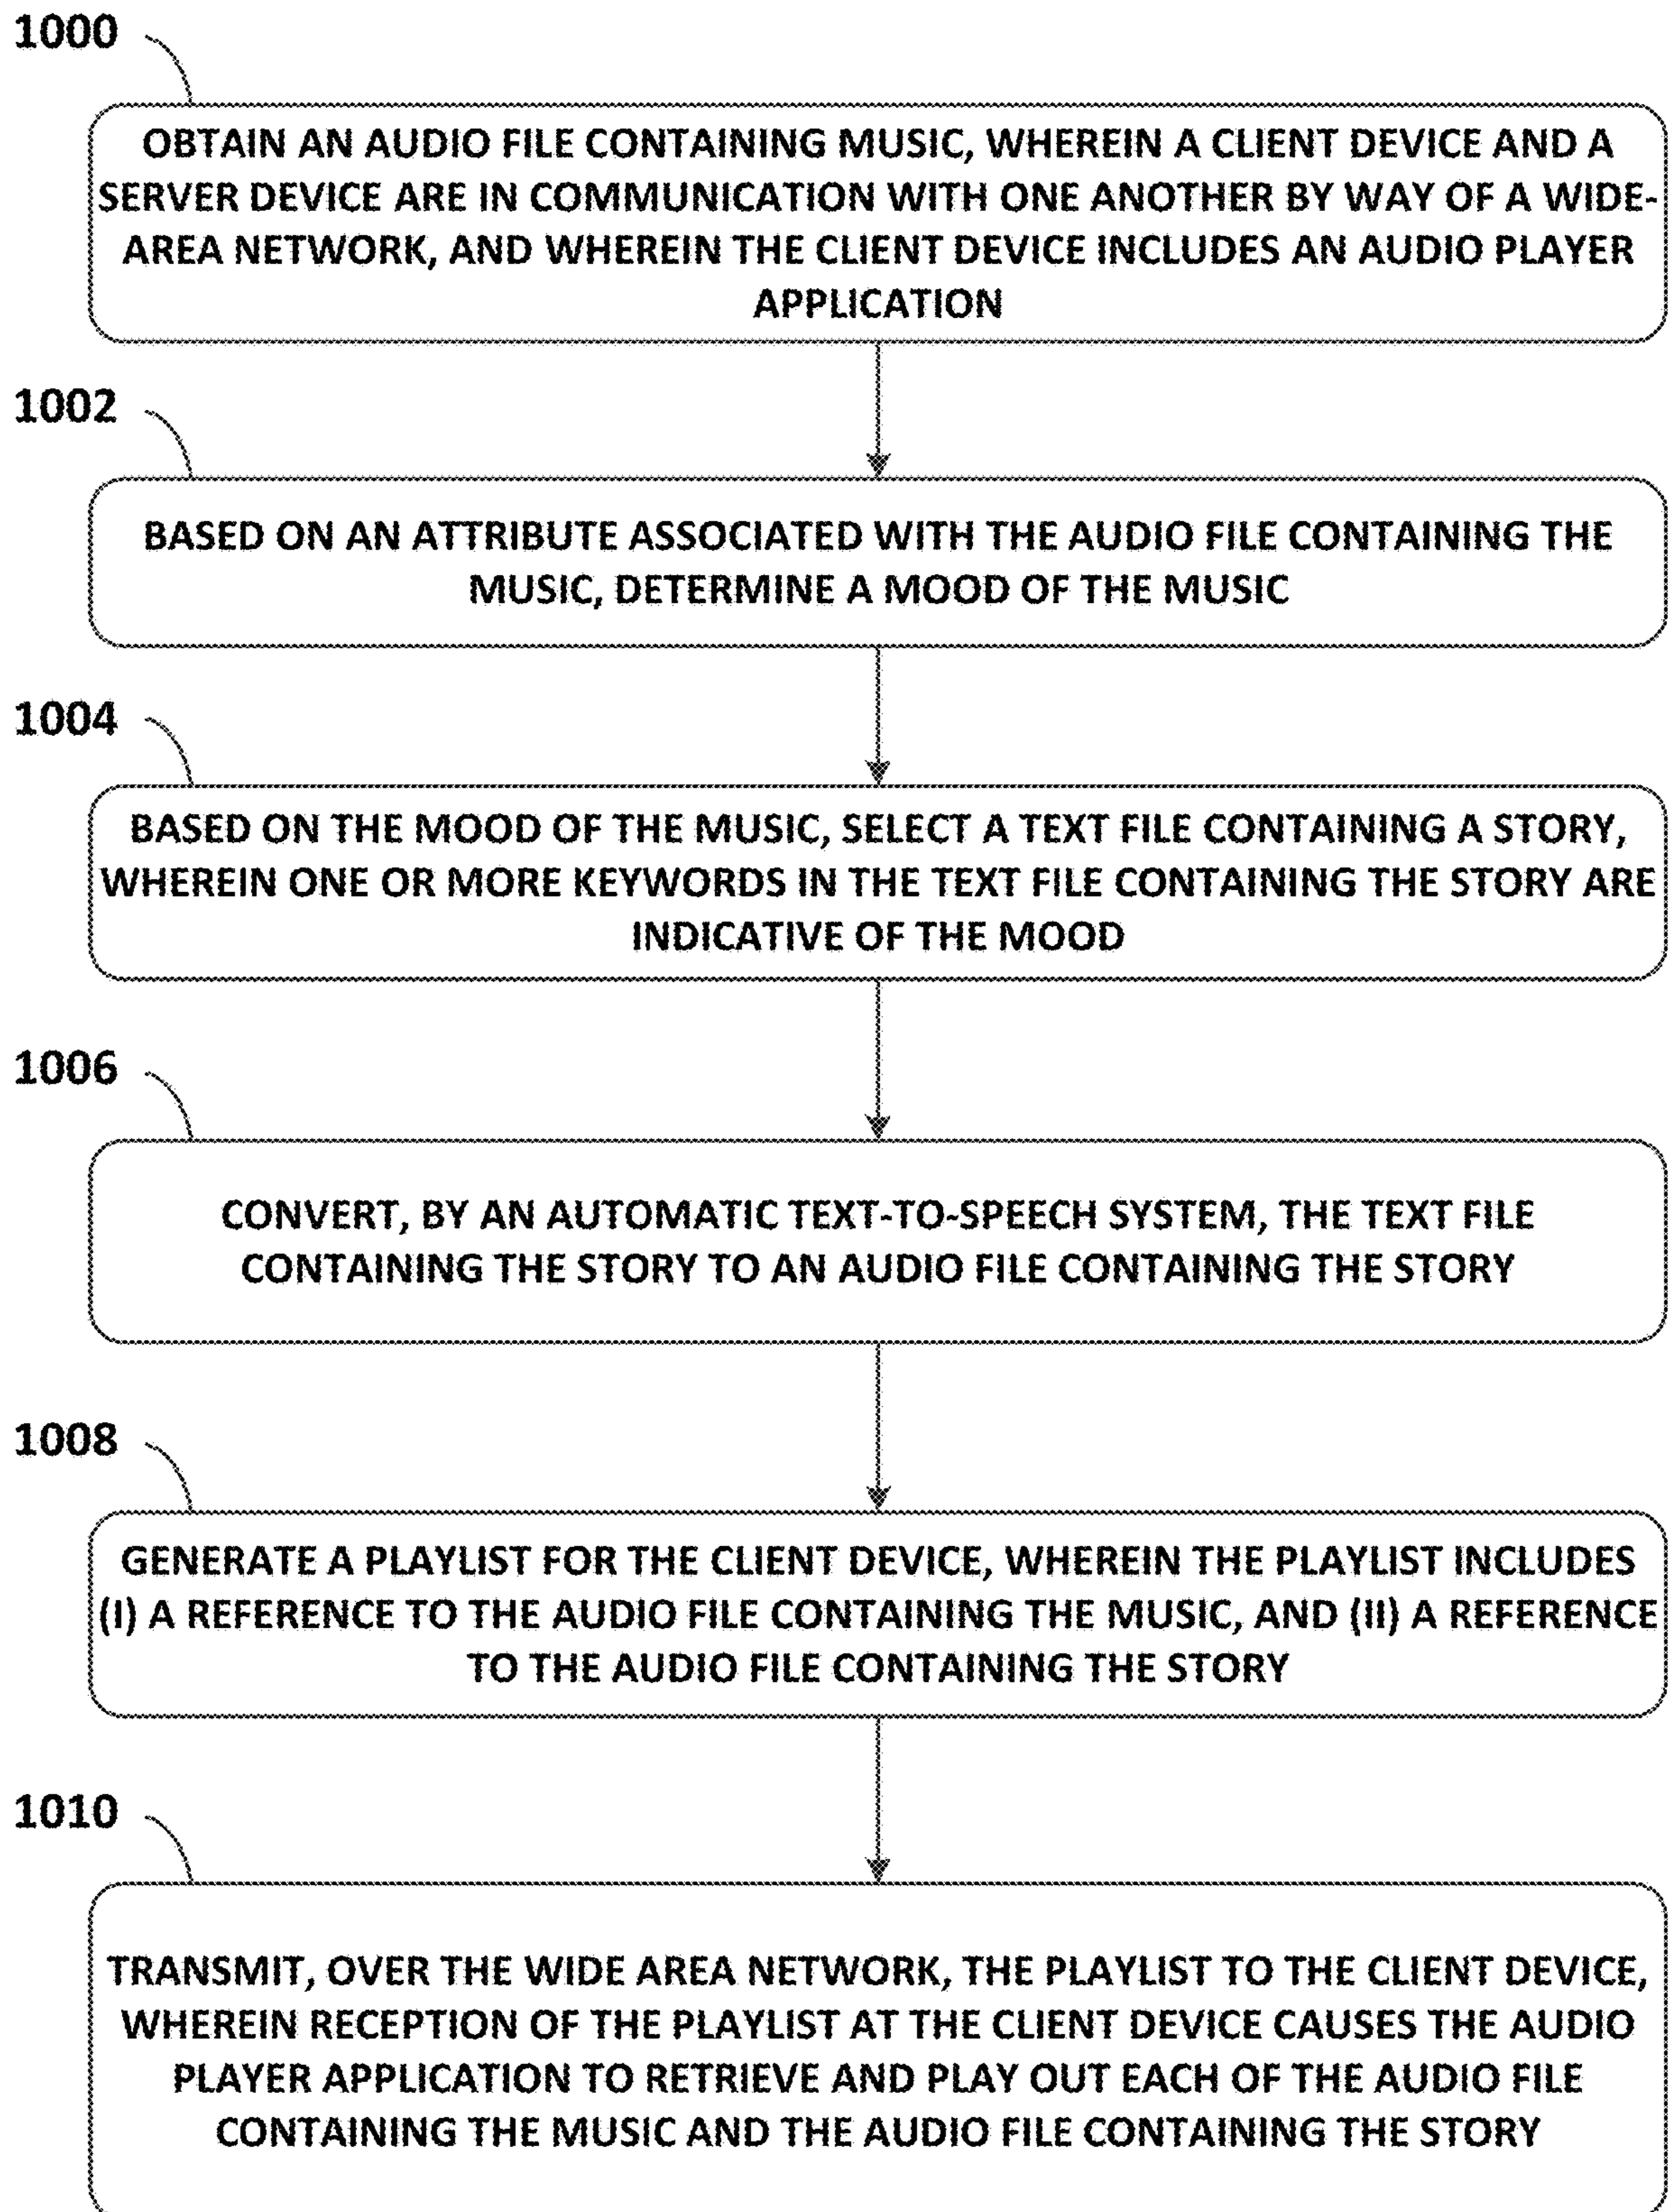 1000
OBTAIN AN AUDIO FILE CONTAINING MUSIC, WHEREIN A CLIENT DEVICE AND A
SERVER DEVICE ARE IN COMMUNICATION WITH ONE ANOTHER BY WAY OF A WIDE-
AREA NETWORK, AND WHEREIN THE CLIENT DEVICE INCLUDES AN AUDIO PLAYER
APPLICATION
1002
BASED ON AN ATTRIBUTE ASSOCIATED WITH THE AUDIO FILE CONTAINING THE
MUSIC, DETERMINE A MOOD OF THE MUSIC
1004
BASED ON THE MOOD OF THE MUSIC, SELECT A TEXT FILE CONTAINING A STORY,
WHEREIN ONE OR MORE KEYWORDS IN THE TEXT FILE CONTAINING THE STORY ARE
INDICATIVE OF THE MOOD
1006
CONVERT, BY AN AUTOMATIC TEXT-TO-SPEECH SYSTEM, THE TEXT FILE
CONTAINING THE STORY TO AN AUDIO FILE CONTAINING THE STORY
1008
GENERATE A PLAYLIST FOR THE CLIENT DEVICE, WHEREIN THE PLAYLIST INCLUDES
(I) A REFERENCE TO THE AUDIO FILE CONTAINING THE MUSIC, AND (II) A REFERENCE
TO THE AUDIO FILE CONTAINING THE STORY
1010
TRANSMIT, OVER THE WIDE AREA NETWORK, THE PLAYLIST TO THE CLIENT DEVICE,
WHEREIN RECEPTION OF THE PLAYLIST AT THE CLIENT DEVICE CAUSES THE AUDIO
PLAYER APPLICATION TO RETRIEVE AND PLAY OUT EACH OF THE AUDIO FILE
CONTAINING THE MUSIC AND THE AUDIO FILE CONTAINING THE STORY